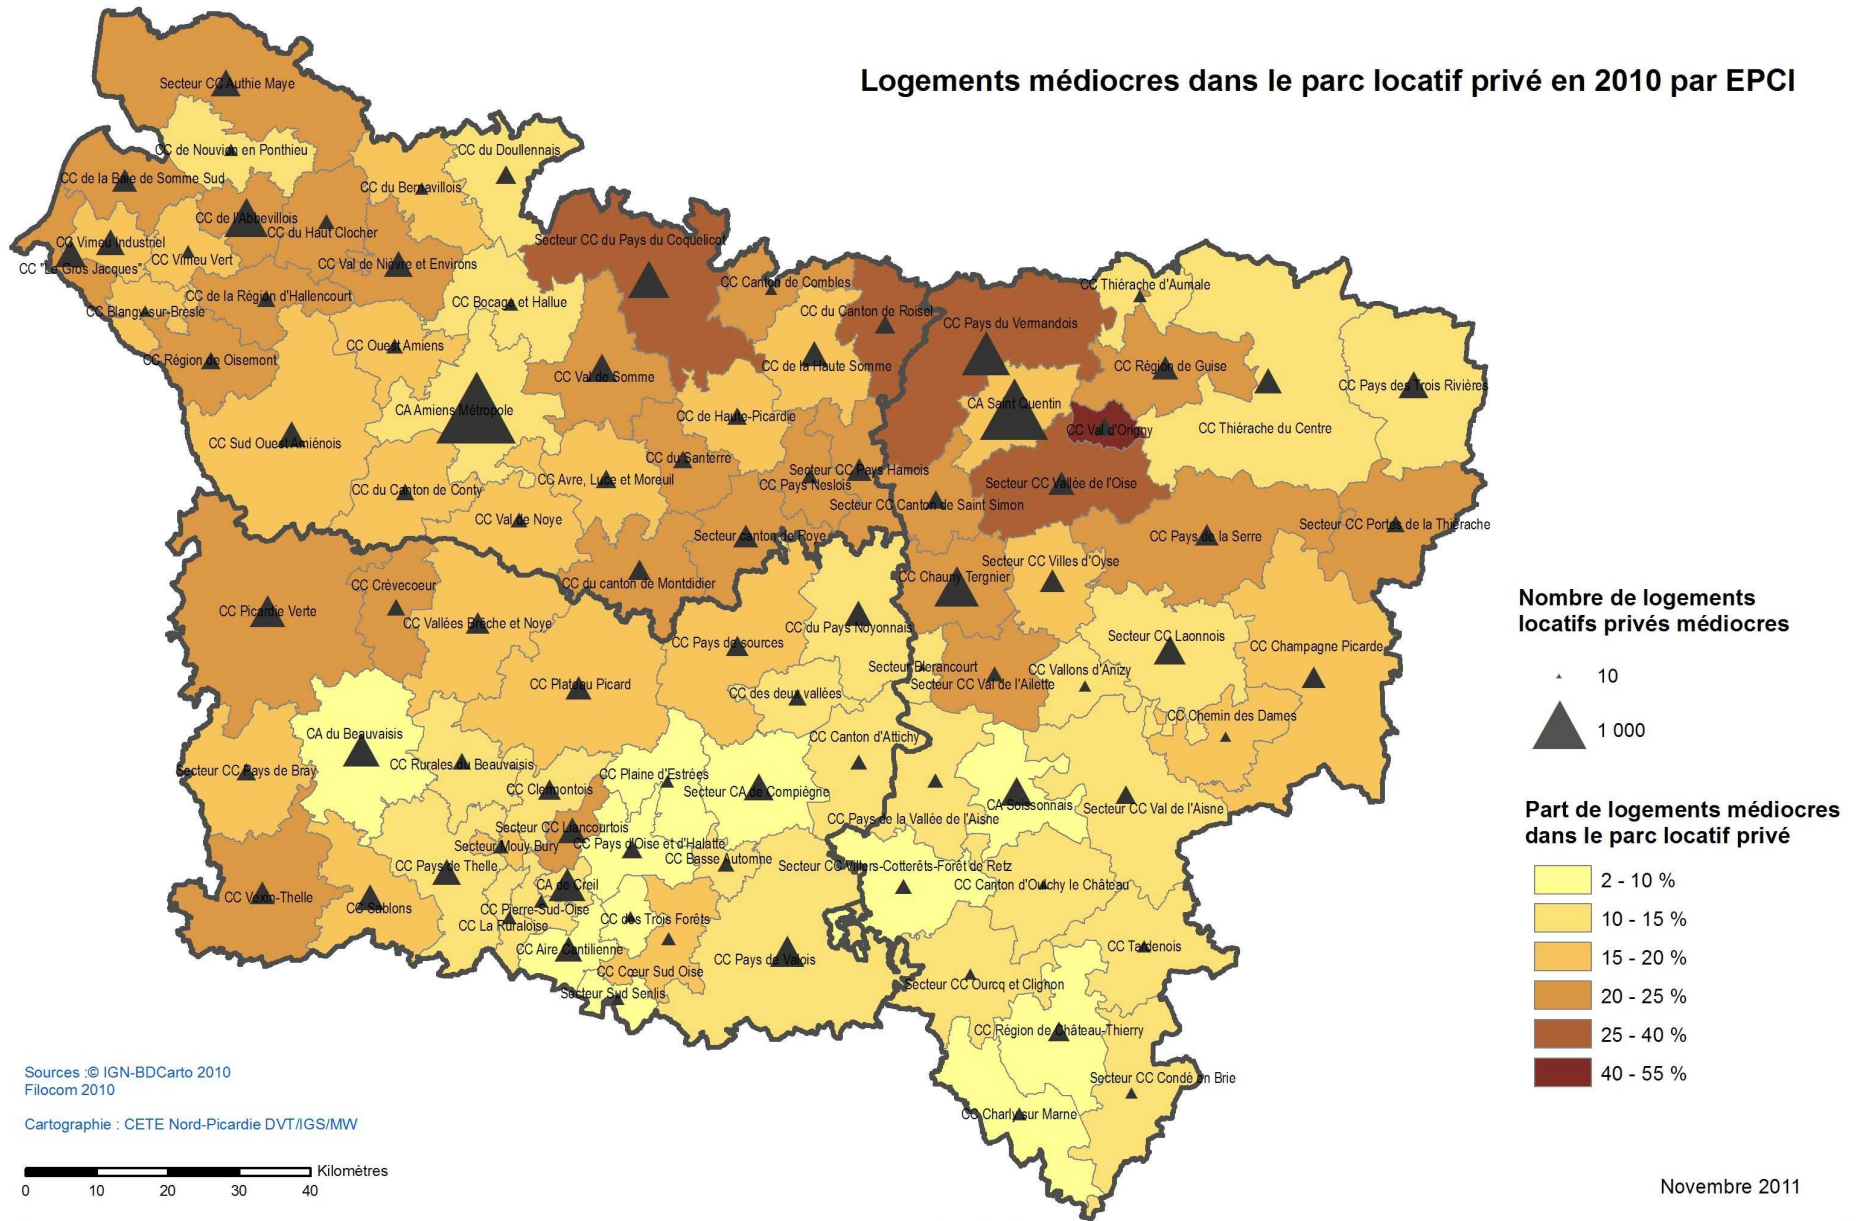 Logements médiocres dans le parc locatif privé en 2010 par EPCI
Secteur CC Authie Maye
CC de Nouvion en Ponthieu
CC du Doullennais
CC de la Baie de Somme Sud
CC du Bernavillois
CC de l'Abbevillois
CC du Haut Clocher
CC Vimeu Industriel
CC Vimeu Vert
CC "Le Gros Jacques"
CC Val de Nièvre et Environs
Secteur CC du Pays du Coquelicot
CC de la Région d'Hallencourt
CC Bocage et Hallue
CC Blangy-sur-Bresle
CC Canton de Combles
CC du Canton de Roisel
CC Pays du Vermandois
CC Thiérache d'Aumale
CC Région de Oisemont
CC Ouest Amiens
CC Val de Somme
CC de la Haute Somme
CC Région de Guise
CC Pays des Trois Rivières
CA Amiens Métropole
CC de Haute-Picardie
CA Saint Quentin
CC Val d'Origny
CC Thiérache du Centre
CC Sud Ouest Amiénois
CC du Santerre
CC Avre, Luce et Moreuil
CC du Canton de Conty
CC Val de Noye
Secteur CC Pays Hamois
CC Pays Neslois
Secteur CC Vallée de l'Oise
Secteur CC Canton de Saint Simon
Secteur canton de Roye
CC Pays de la Serre
Secteur CC Portes de la Thiérache
CC du canton de Montdidier
CC Crèvecoeur
CC Picardie Verte
CC Vallées Brèche et Noye
CC Chauny Tergnier
Secteur CC Villes d'Oyse
CC du Pays Noyonnais
CC Pays de sources
Secteur CC Laonnois
CC Champagne Picarde
Secteur Blerancourt
CC Vallons d'Anizy
Secteur CC Val de l'Ailette
CC Plateau Picard
CC des deux vallées
CC Chemin des Dames
CA du Beauvaisis
CC Canton d'Attichy
Secteur CC Pays de Bray
CC Rurales du Beauvaisis
CC Clermontois
CC Plaine d'Estrées
Secteur CA de Compiègne
CA Soissonnais
Secteur CC Val de l'Aisne
CC Pays de la Vallée de l'Aisne
Secteur CC Liancourtois
Secteur Mouy Bury
CC Pays d'Oise et d'Halatte
CC Basse Automne
CC Pays de Thelle
Secteur CC Villers-Cotterêts-Forêt de Retz
CC Canton d'Oulchy le Château
CA de Creil
CC Vexin-Thelle
CC Sablons
CC Pierre-Sud-Oise
CC La Ruraloise
CC des Trois Forêts
CC Aire Cantilienne
CC Pays de Valois
CC Tardenois
CC Cœur Sud Oise
Secteur Sud Senlis
Secteur CC Ourcq et Clignon
CC Région de Château-Thierry
Secteur CC Condé en Brie
CC Charly sur Marne
Nombre de logements
locatifs privés médiocres
10
1 000
Part de logements médiocres
dans le parc locatif privé
2 - 10 %
10 - 15 %
15 - 20 %
20 - 25 %
25 - 40 %
40 - 55 %
Sources :© IGN-BDCarto 2010
Filocom 2010
Cartographie : CETE Nord-Picardie DVT/IGS/MW
Kilomètres
0 10 20 30 40
Novembre 2011